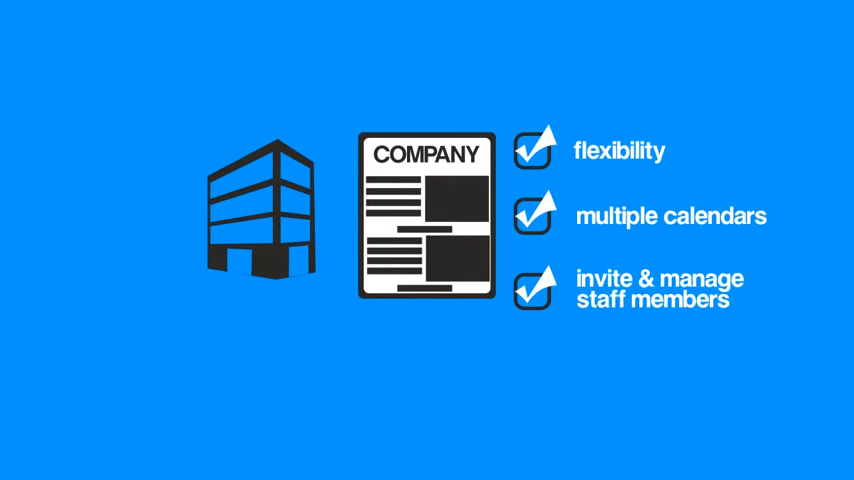 COMPANY
flexibility
multiple calendars
invite & manage
staff members